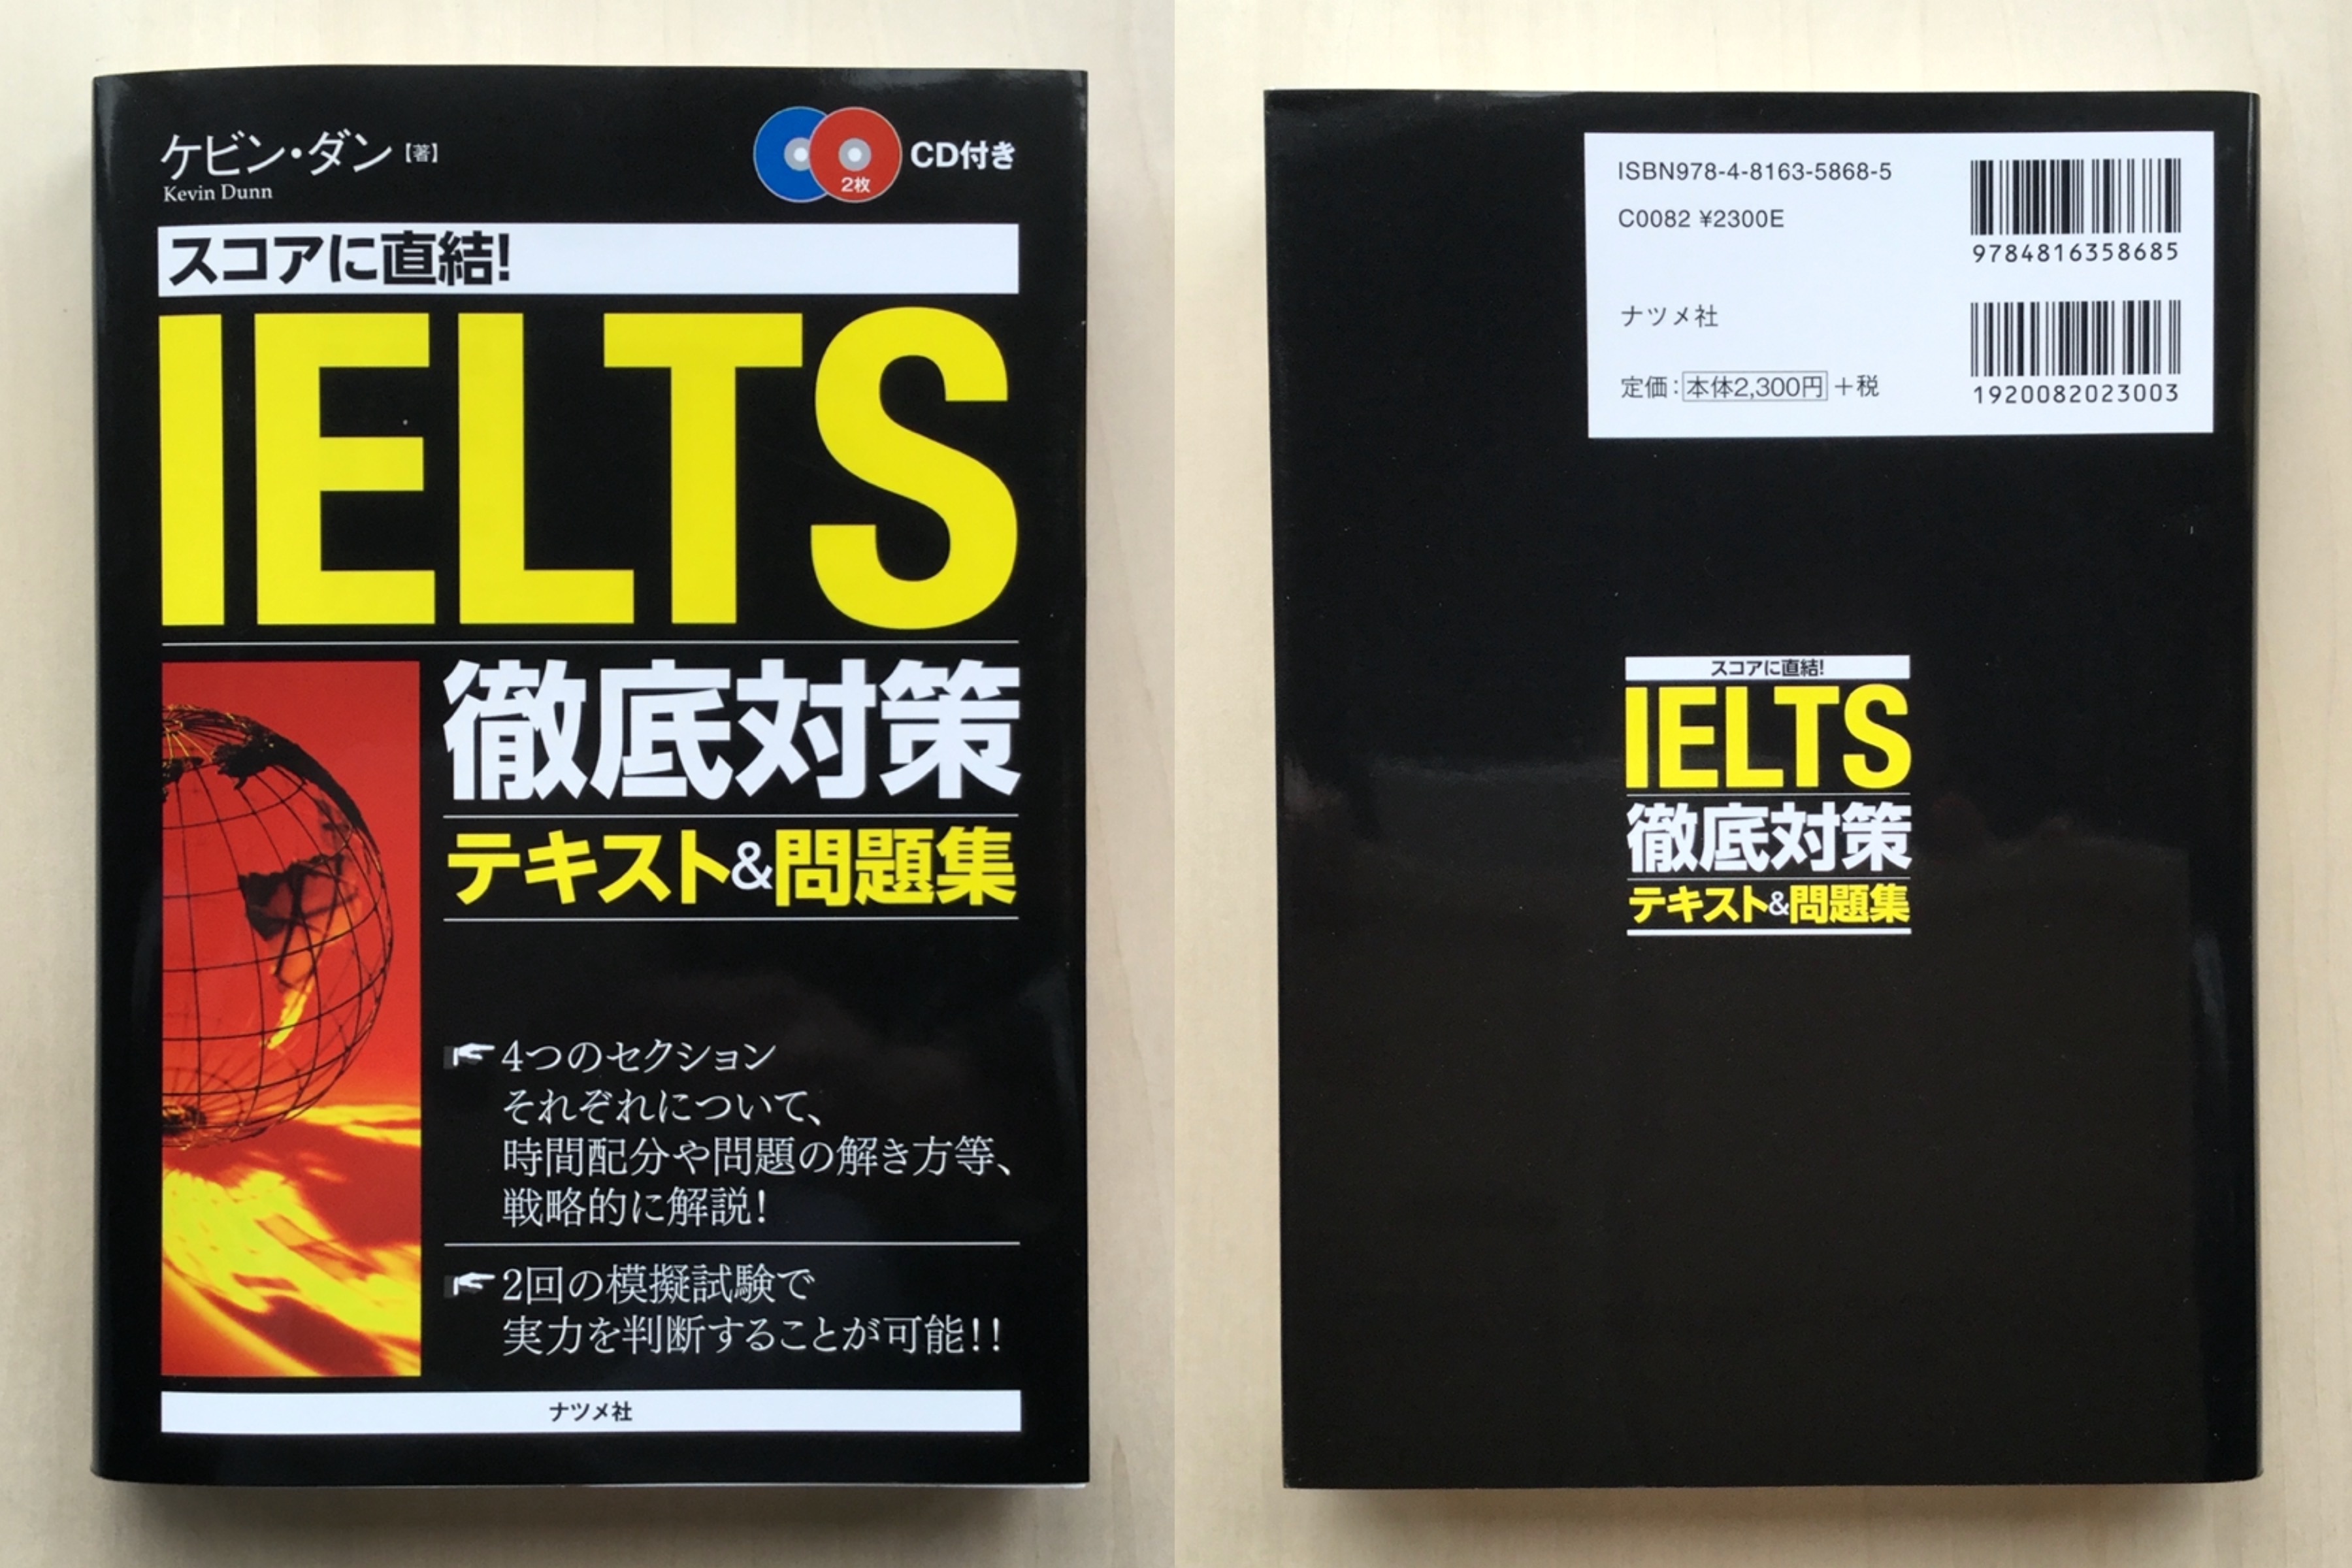 ケビン・ダン【著】
Kevin Dunn
2枚
CD付き
スコアに直結!
IELTS
徹底対策
テキスト&問題集
4つのセクション
それぞれについて、
時間配分や問題の解き方等、
戦略的に解説!
2回の模擬試験で
実力を判断することが可能!!
ナツメ社
ISBN978-4-8163-5868-5
C0082 ¥2300E
9784816358685
ナツメ社
定価:本体2,300円+税
1920082023003
スコアに直結!
IELTS
徹底対策
テキスト&問題集